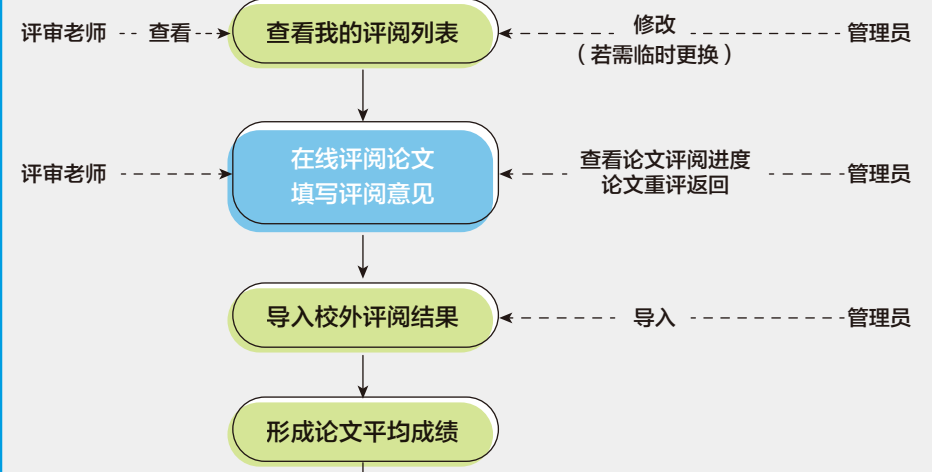 评审老师 查看 查看我的评阅列表 修改 管理员
（若需临时更换）
在线评阅论文
查看论文评阅进度
评审老师 管理员
论文重评返回
填写评阅意见
导入校外评阅结果 导入 管理员
形成论文平均成绩